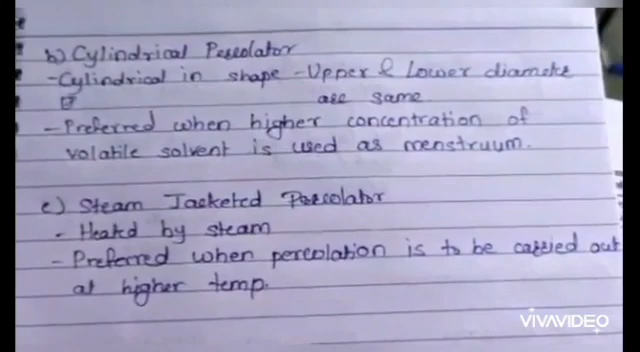 b) Cylindrical Percolator
- Cylindrical in shape - Upper & Lower diamete
are same
- Preferred when higher concentration of
volatile solvent is used as menstruum.
c) Steam Jacketed Percolator
- Heated by steam
- Preferred when percolation is to be carried out
at higher temp.
VIVAVIDEO